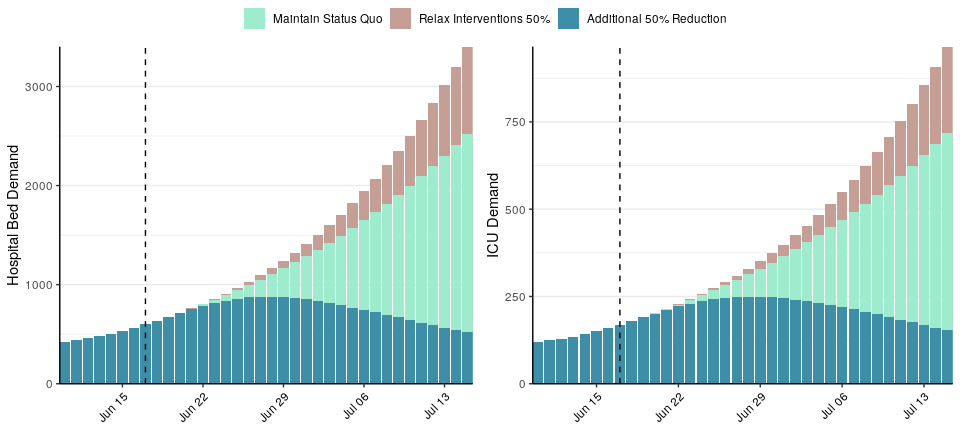 Maintain Status Quo Relax Interventions 50% Additional 50% Reduction
Hospital Bed Demand
3000
2000
1000
0
Jun 15 Jun 22 Jun 29 Jul 06 Jul 13
ICU Demand
750
500
250
0
Jun 15 Jun 22 Jun 29 Jul 06 Jul 13